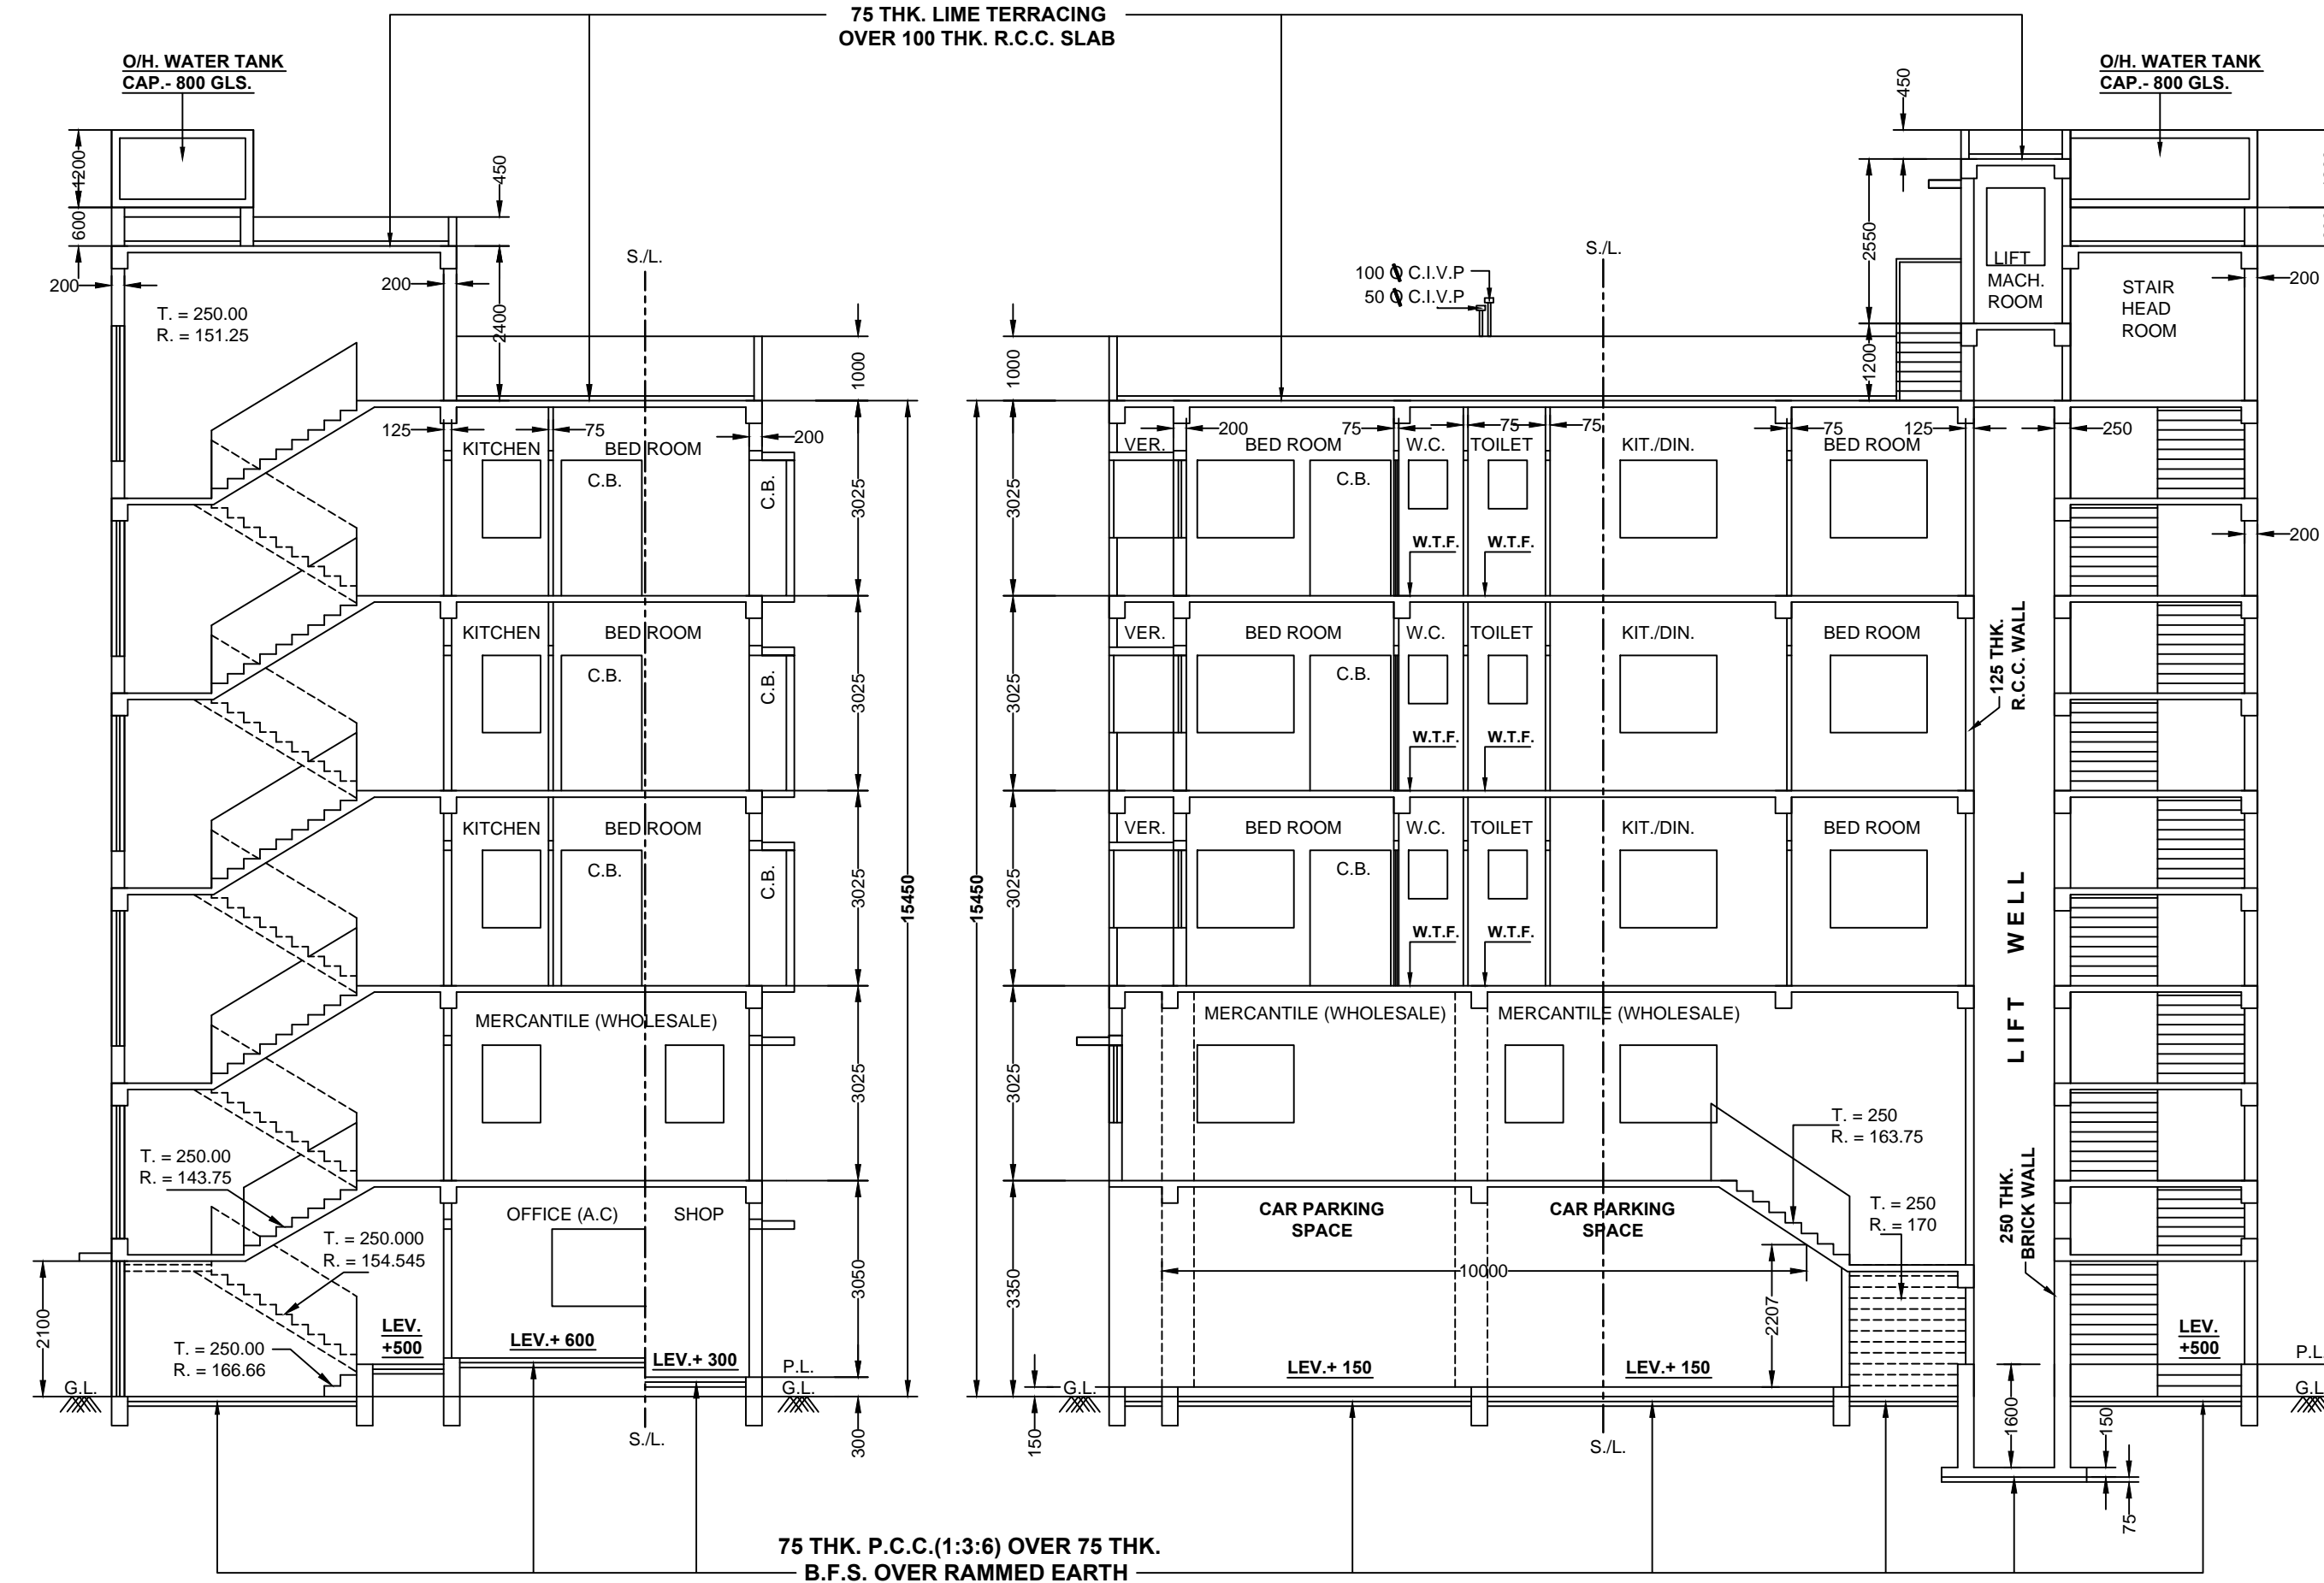 75 THK. LIME TERRACING
OVER 100 THK. R.C.C. SLAB
O/H. WATER TANK
CAP.- 800 GLS.
O/H. WATER TANK
CAP.- 800 GLS.
1200
600
450
200
200
2400
T. = 250.00
R. = 151.25
S./L.
1000
125
75
200
KITCHEN
BED ROOM
C.B.
C.B.
3025
KITCHEN
BED ROOM
C.B.
C.B.
3025
KITCHEN
BED ROOM
C.B.
C.B.
3025
15450
MERCANTILE (WHOLESALE)
3025
T. = 250.00
R. = 143.75
OFFICE (A.C)
SHOP
T. = 250.000
R. = 154.545
3050
2100
LEV.
+500
LEV.+ 600
LEV.+ 300
T. = 250.00
R. = 166.66
P.L.
G.L.
G.L.
300
S./L.
450
2550
1200
LIFT
MACH.
ROOM
STAIR
HEAD
ROOM
200
S./L.
100 Φ C.I.V.P
50 Φ C.I.V.P
1000
200
75
75
75
75
125
250
VER.
BED ROOM
C.B.
W.C.
TOILET
KIT./DIN.
BED ROOM
W.T.F.
W.T.F.
3025
200
VER.
BED ROOM
C.B.
W.C.
TOILET
KIT./DIN.
BED ROOM
W.T.F.
W.T.F.
3025
125 THK.
R.C.C. WALL
VER.
BED ROOM
C.B.
W.C.
TOILET
KIT./DIN.
BED ROOM
W.T.F.
W.T.F.
3025
15450
LIFT WELL
MERCANTILE (WHOLESALE)
MERCANTILE (WHOLESALE)
3025
T. = 250
R. = 163.75
250 THK.
BRICK WALL
CAR PARKING
SPACE
CAR PARKING
SPACE
T. = 250
R. = 170
10000
3350
2207
LEV.+ 150
LEV.+ 150
LEV.
+500
P.L.
G.L.
G.L.
150
S./L.
1600
150
75
75 THK. P.C.C.(1:3:6) OVER 75 THK.
B.F.S. OVER RAMMED EARTH